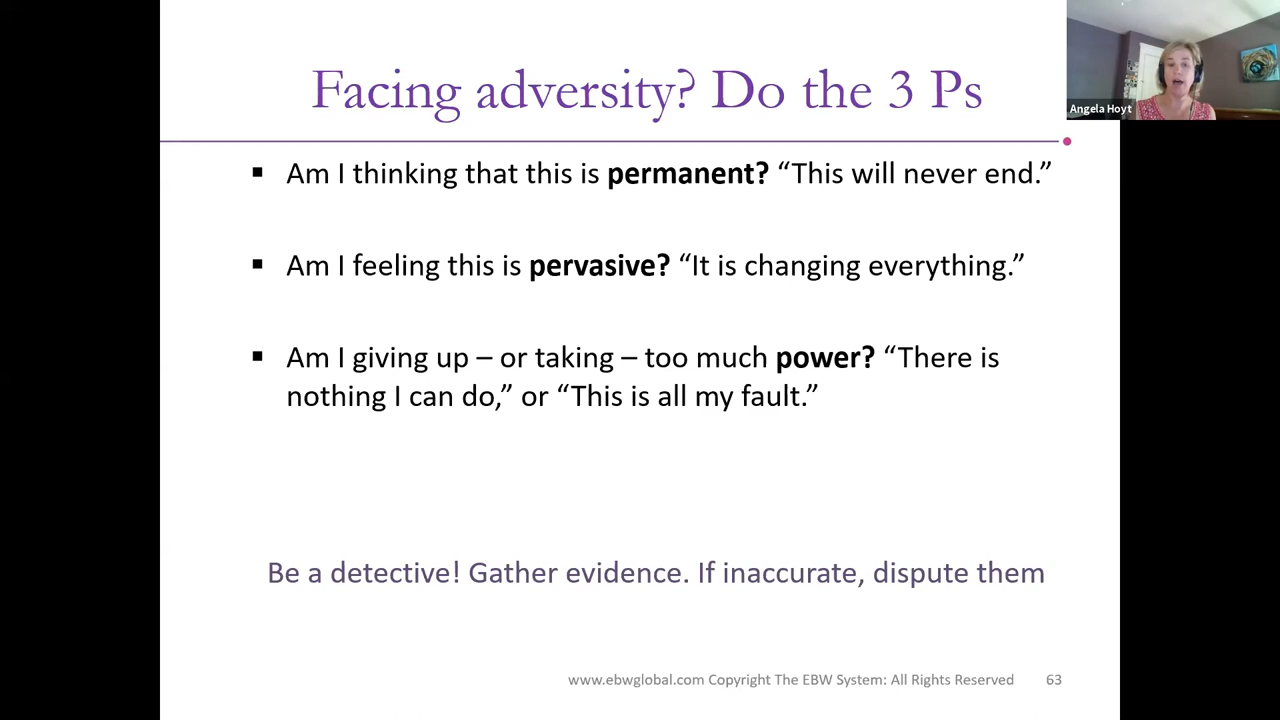 Facing adversity? Do the 3 Ps
Angela Hoyt
▪ Am I thinking that this is permanent? “This will never end.”
▪ Am I feeling this is pervasive? “It is changing everything.”
▪ Am I giving up – or taking – too much power? “There is
nothing I can do,” or “This is all my fault.”
Be a detective! Gather evidence. If inaccurate, dispute them
www.ebwglobal.com Copyright The EBW System: All Rights Reserved 63